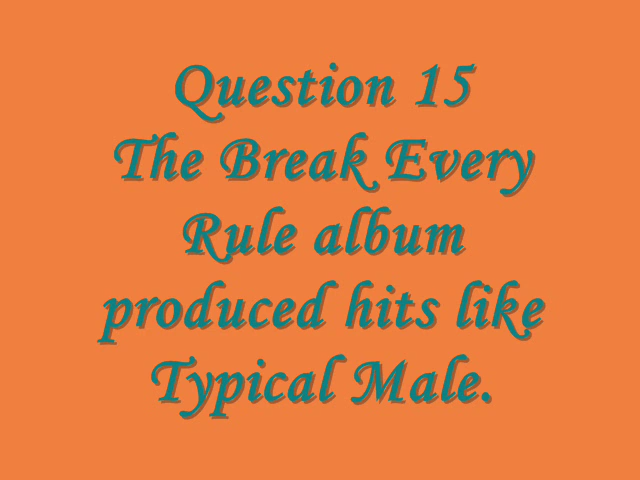 Question 15
The Break Every
Rule album
produced hits like
Typical Male.